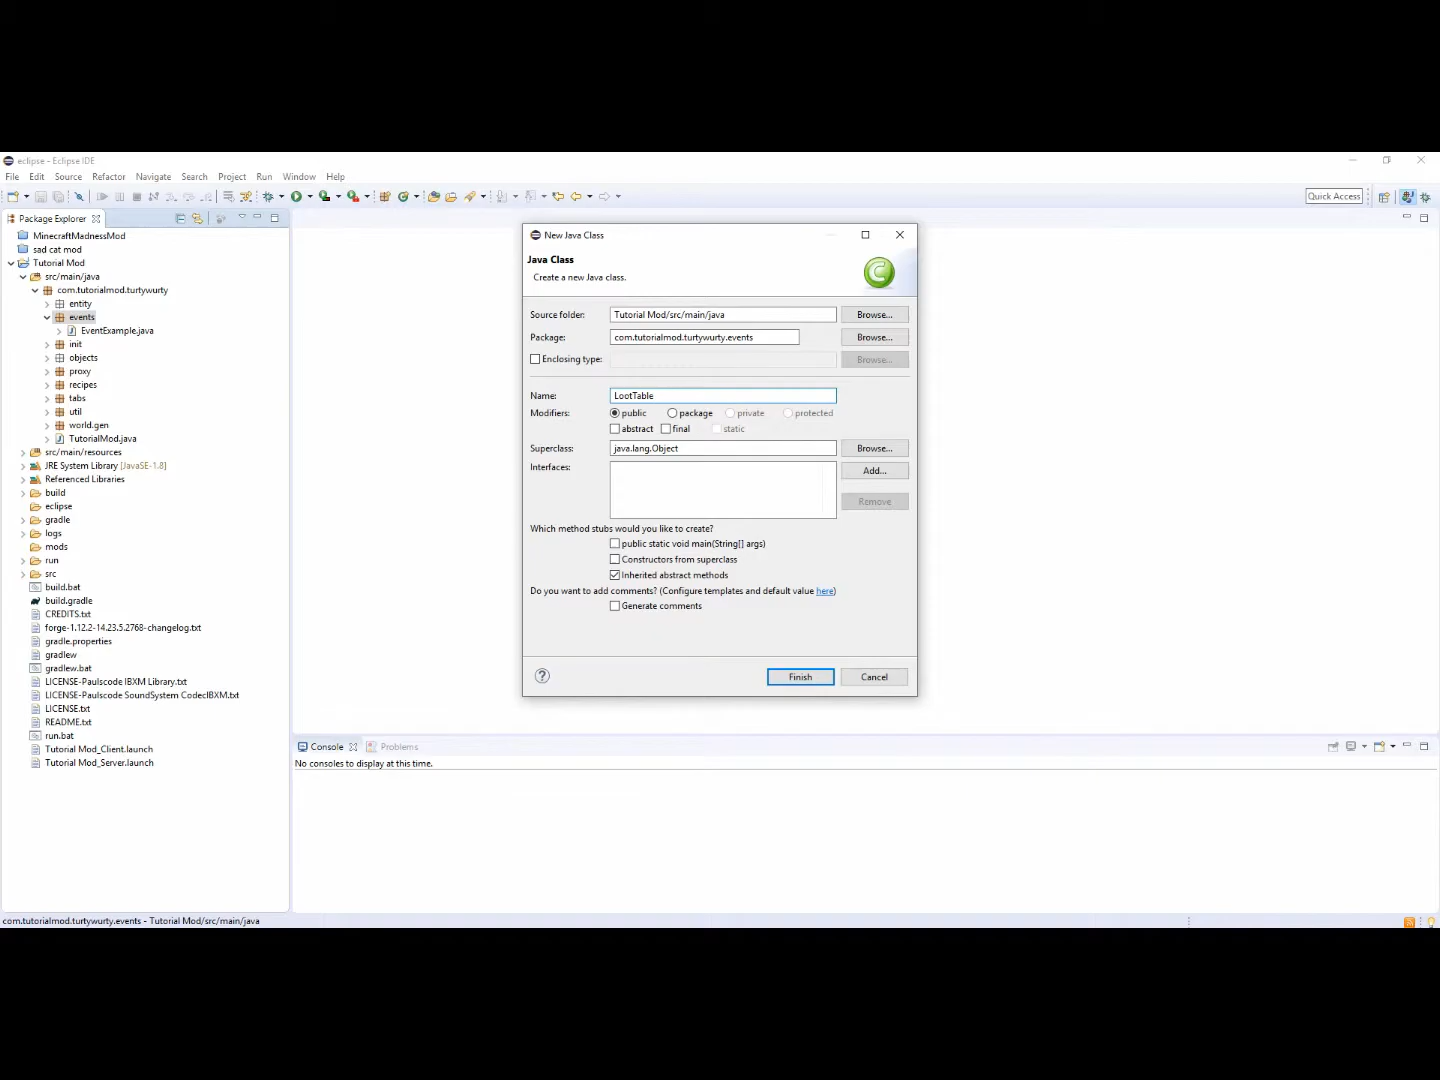 eclipse - Eclipse IDE
File Edit Source Refactor Navigate Search Project Run Window Help
Quick Access
Package Explorer
MinecraftMadnessMod
sad cat mod
Tutorial Mod
src/main/java
com.tutorialmod.turtywurty
entity
events
EventExample.java
init
objects
proxy
recipes
tabs
util
world.gen
TutorialMod.java
src/main/resources
JRE System Library [JavaSE-1.8]
Referenced Libraries
build
eclipse
gradle
logs
mods
run
src
build.bat
build.gradle
CREDITS.txt
forge-1.12.2-14.23.5.2768-changelog.txt
gradle.properties
gradlew
gradlew.bat
LICENSE-Paulscode IBXM Library.txt
LICENSE-Paulscode SoundSystem CodecIBXM.txt
LICENSE.txt
README.txt
run.bat
Tutorial Mod_Client.launch
Tutorial Mod_Server.launch
New Java Class
Java Class
Create a new Java class.
Source folder: Tutorial Mod/src/main/java Browse...
Package: com.tutorialmod.turtywurty.events Browse...
Enclosing type: Browse...
Name: LootTable
Modifiers: public package private protected
abstract final static
Superclass: java.lang.Object Browse...
Interfaces: Add...
Remove
Which method stubs would you like to create?
public static void main(String[] args)
Constructors from superclass
Inherited abstract methods
Do you want to add comments? (Configure templates and default value here)
Generate comments
Finish Cancel
Console Problems
No consoles to display at this time.
com.tutorialmod.turtywurty.events - Tutorial Mod/src/main/java